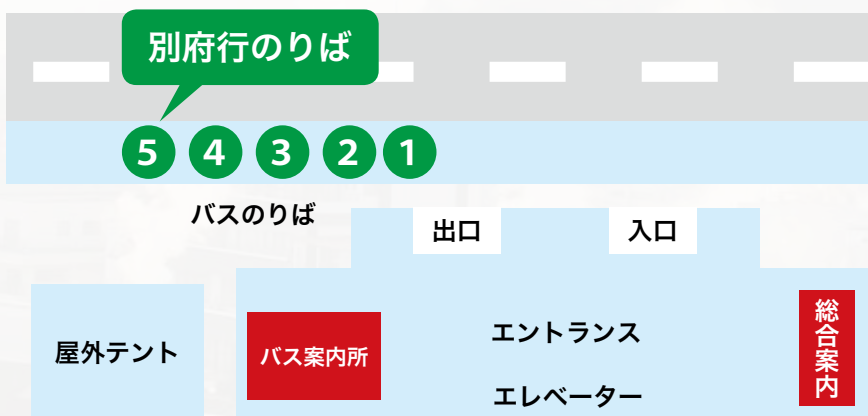 別府行のりば
5 4 3 2 1
バスのりば
出口
入口
屋外テント
バス案内所
エントランス
エレベーター
総合案内